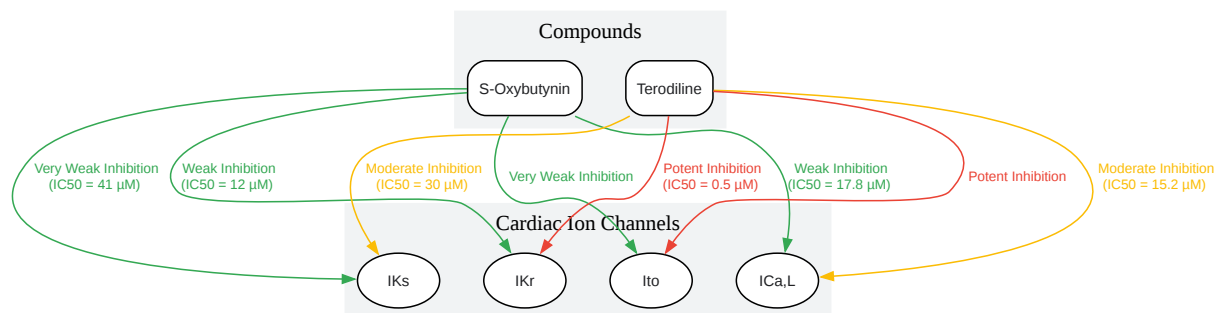 Compounds
S-Oxybutynin
Terodiline
Very Weak Inhibition
(IC50 = 41 µM)
Weak Inhibition
(IC50 = 12 µM)
Moderate Inhibition
(IC50 = 30 µM)
Very Weak Inhibition
Potent Inhibition
(IC50 = 0.5 µM)
Weak Inhibition
(IC50 = 17.8 µM)
Potent Inhibition
Moderate Inhibition
(IC50 = 15.2 µM)
Cardiac Ion Channels
IKs
IKr
Ito
ICa,L